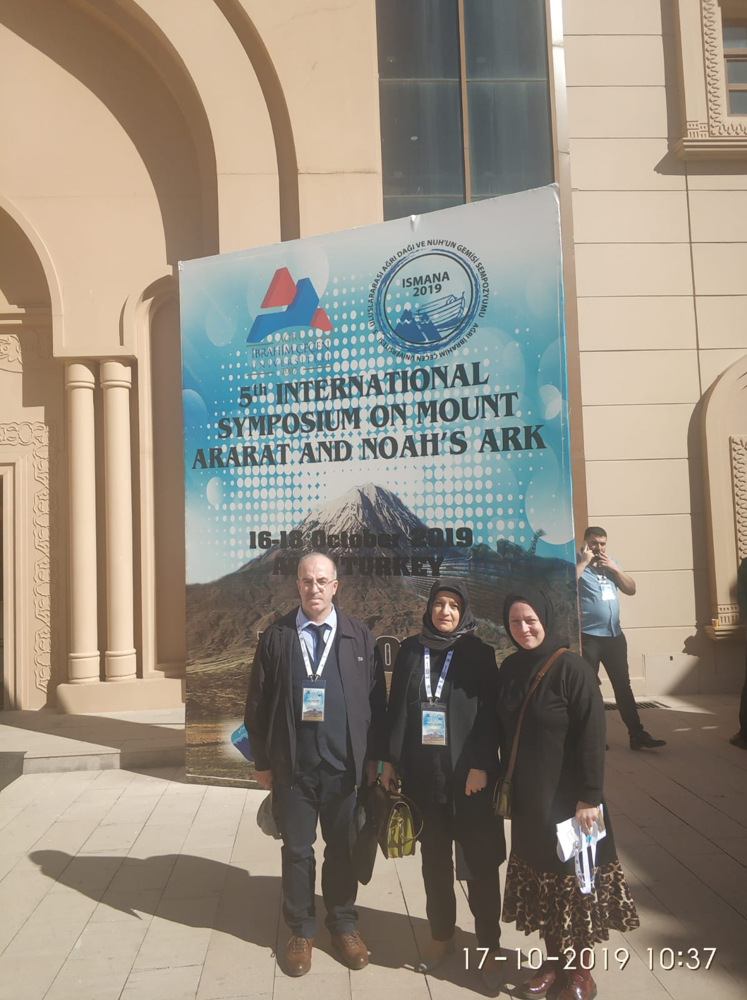 5. ULUSLARARASI AĞRI DAĞI VE NUH'UN GEMİSİ SEMPOZYUMU
AĞRI İBRAHİM ÇEÇEN ÜNİVERSİTESİ
ISMANA
2019
AĞRI
İBRAHİM ÇEÇEN
ÜNİVERSİTESİ
2007
5th INTERNATIONAL
SYMPOSIUM ON MOUNT
ARARAT AND NOAH'S ARK
16-18 October 2019
TURKEY
17-10-2019 10:37